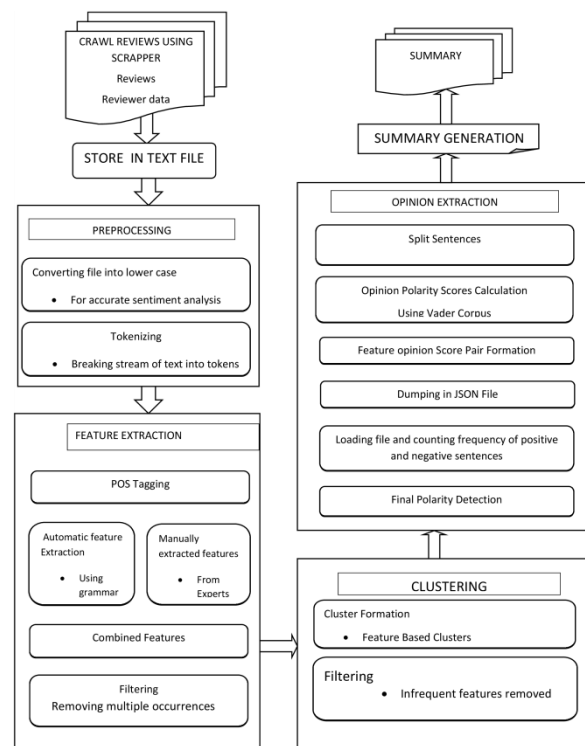 CRAWL REVIEWS USING
SCRAPPER
Reviews
Reviewer data
STORE IN TEXT FILE
PREPROCESSING
Converting file into lower case
• For accurate sentiment analysis
Tokenizing
• Breaking stream of text into tokens
FEATURE EXTRACTION
POS Tagging
Automatic feature
Extraction
• Using
grammar
Manually
extracted features
• From
Experts
Combined Features
Filtering
Removing multiple occurrences
CLUSTERING
Cluster Formation
• Feature Based Clusters
Filtering
• Infrequent features removed
OPINION EXTRACTION
Split Sentences
Opinion Polarity Scores Calculation
Using Vader Corpus
Feature opinion Score Pair Formation
Dumping in JSON File
Loading file and counting frequency of positive
and negative sentences
Final Polarity Detection
SUMMARY GENERATION
SUMMARY